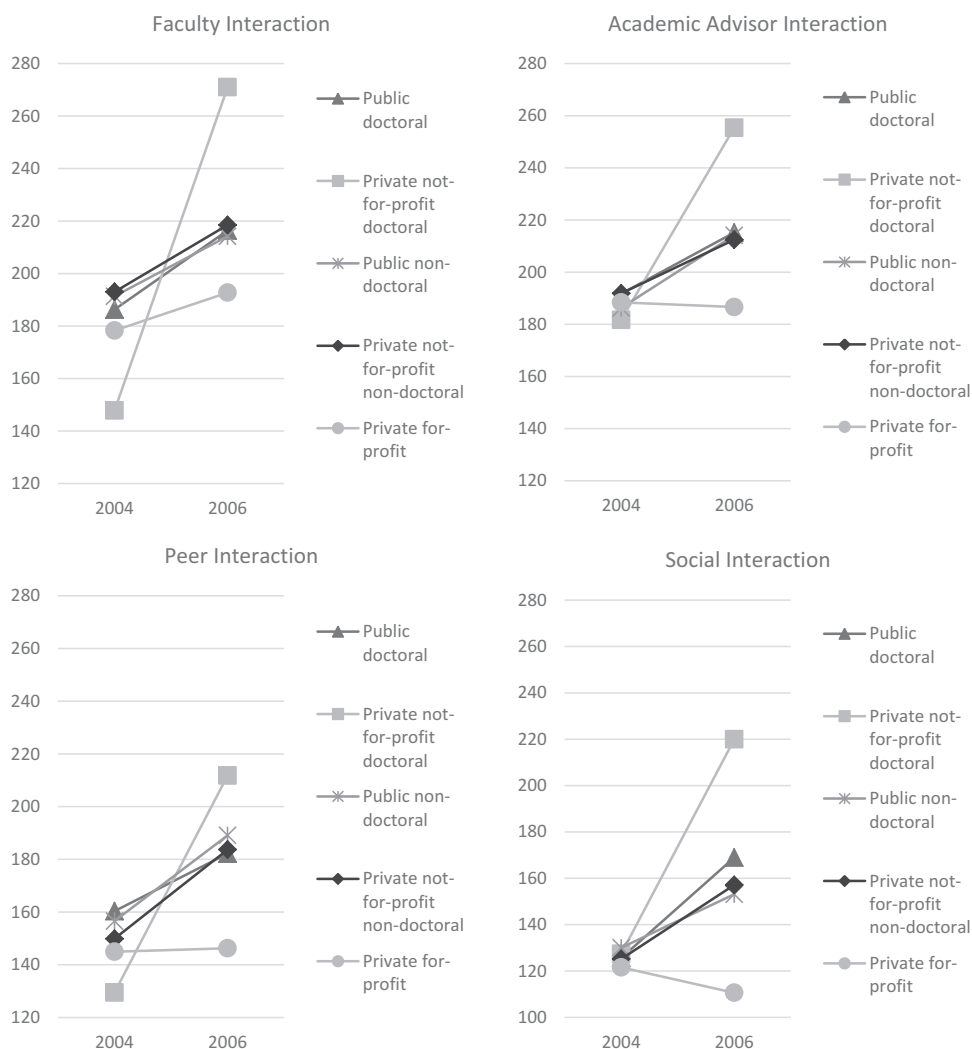 Faculty Interaction
280
260
240
220
200
180
160
140
120
2004 2006
Public
doctoral
Private not-
for-profit
doctoral
Public non-
doctoral
Private not-
for-profit
non-doctoral
Private for-
profit
Academic Advisor Interaction
280
260
240
220
200
180
160
140
120
2004 2006
Public
doctoral
Private not-
for-profit
doctoral
Public non-
doctoral
Private not-
for-profit
non-doctoral
Private for-
profit
Peer Interaction
280
260
240
220
200
180
160
140
120
2004 2006
Public
doctoral
Private not-
for-profit
doctoral
Public non-
doctoral
Private not-
for-profit
non-doctoral
Private for-
profit
Social Interaction
280
260
240
220
200
180
160
140
120
100
2004 2006
Public
doctoral
Private not-
for-profit
doctoral
Public non-
doctoral
Private not-
for-profit
non-doctoral
Private for-
profit